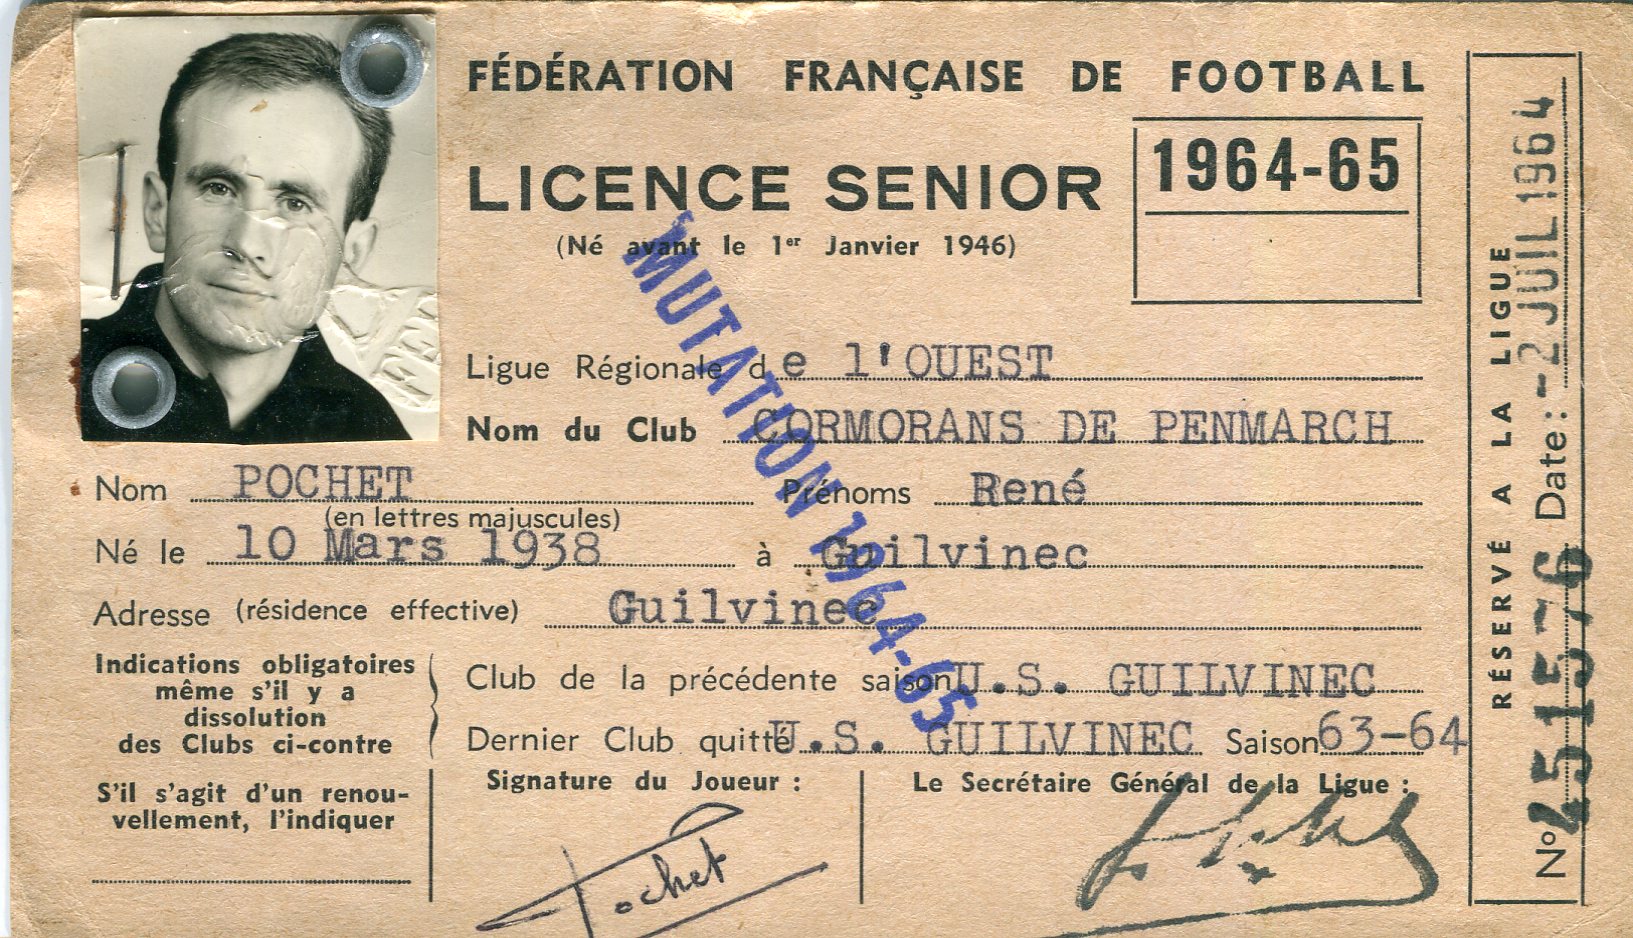 FÉDÉRATION FRANÇAISE DE FOOTBALL
LICENCE SENIOR
1964-65
(Né avant le 1er Janvier 1946)
MUTATION 1964-65
Ligue Régionale de l'OUEST
Nom du Club CORMORANS DE PENMARCH
Nom POCHET Prénoms René
(en lettres majuscules)
Né le 10 Mars 1938 à Guilvinec
Adresse (résidence effective) Guilvinec
Indications obligatoires
même s'il y a
dissolution
des Clubs ci-contre
Club de la précédente saison U.S. GUILVINEC
Dernier Club quitté U.S. GUILVINEC Saison 63-64
S'il s'agit d'un renou-
vellement, l'indiquer
Signature du Joueur :
Pochet
Le Secrétaire Général de la Ligue :
RÉSERVÉ A LA LIGUE
No 251576 Date : -2 JUIL 1964